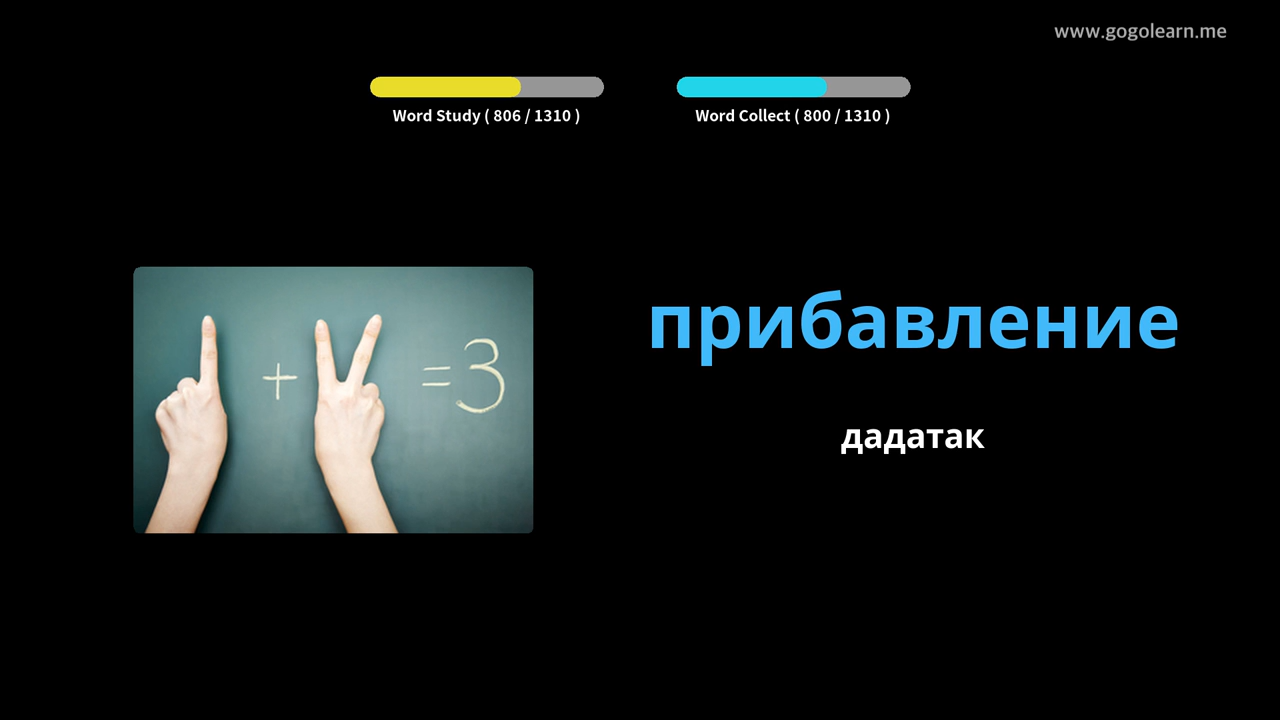 www.gogolearn.me
Word Study ( 806 / 1310 )
Word Collect ( 800 / 1310 )
+ = 3
прибавление
дадатак